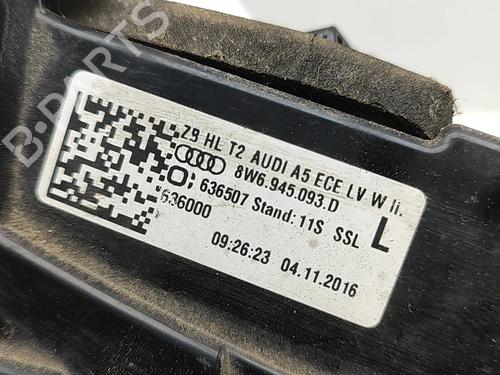 Z9 HL T2 AUDI A5 ECE LV W li.
8W6.945.093.D
636507 Stand: 11S SSL L
636000
09:26:23 04.11.2016
B-PARTS